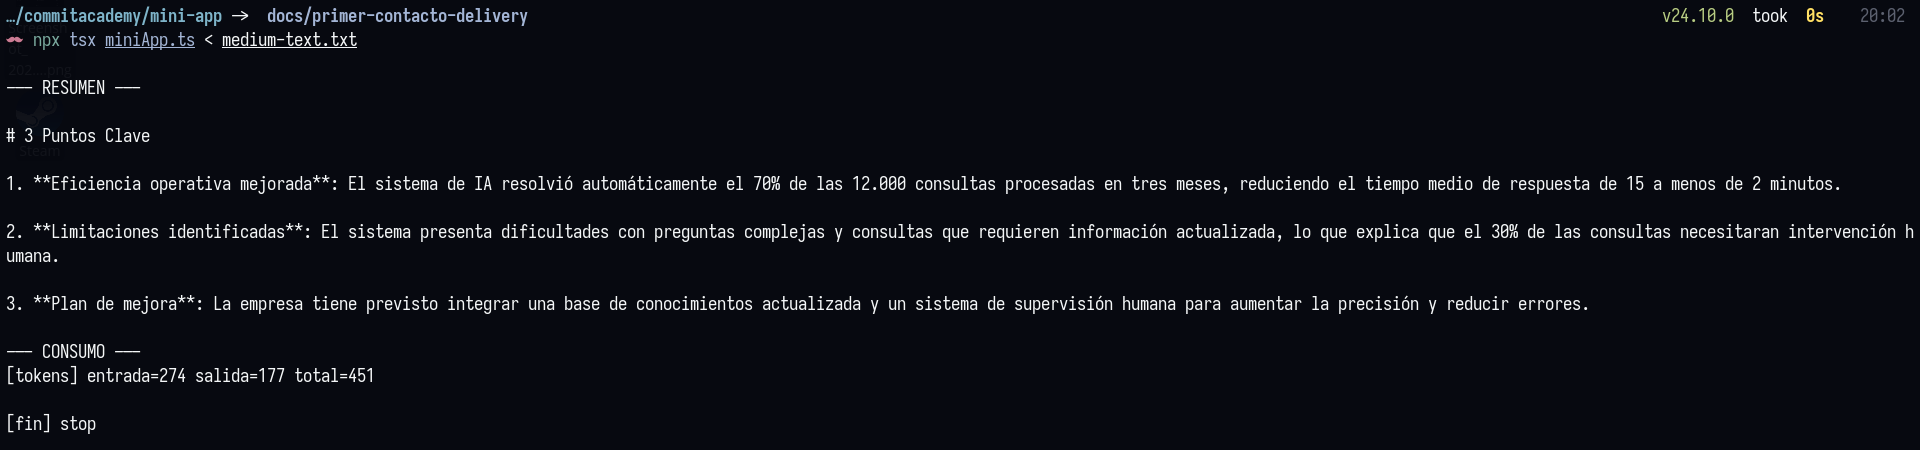 …/commitacademy/mini-app -> docs/primer-contacto-delivery v24.10.0 took 0s 20:02
npx tsx miniApp.ts < medium-text.txt
--- RESUMEN ---
# 3 Puntos Clave
1. **Eficiencia operativa mejorada**: El sistema de IA resolvió automáticamente el 70% de las 12.000 consultas procesadas en tres meses, reduciendo el tiempo medio de respuesta de 15 a menos de 2 minutos.
2. **Limitaciones identificadas**: El sistema presenta dificultades con preguntas complejas y consultas que requieren información actualizada, lo que explica que el 30% de las consultas necesitaran intervención h
umana.
3. **Plan de mejora**: La empresa tiene previsto integrar una base de conocimientos actualizada y un sistema de supervisión humana para aumentar la precisión y reducir errores.
--- CONSUMO ---
[tokens] entrada=274 salida=177 total=451
[fin] stop
Steam